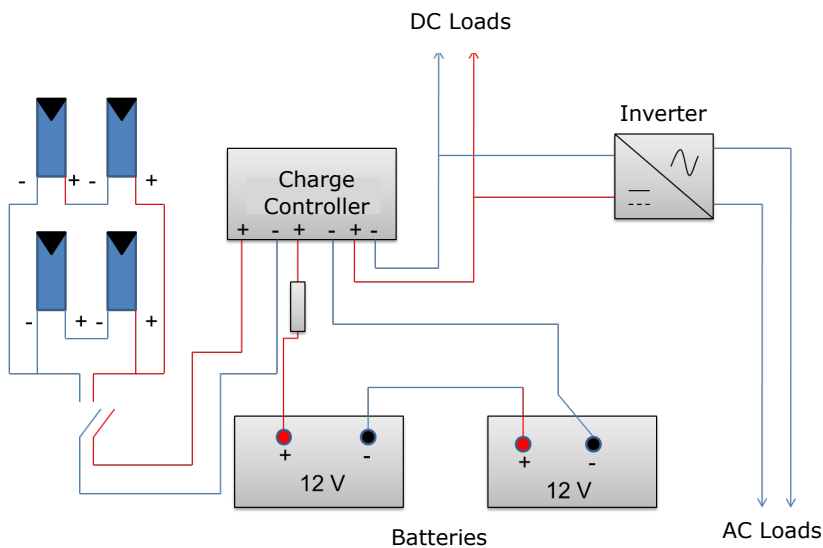 DC Loads
Inverter
- + - +
Charge
Controller
+ - + - + -
- + - +
+ -
12 V
+ -
12 V
Batteries
AC Loads